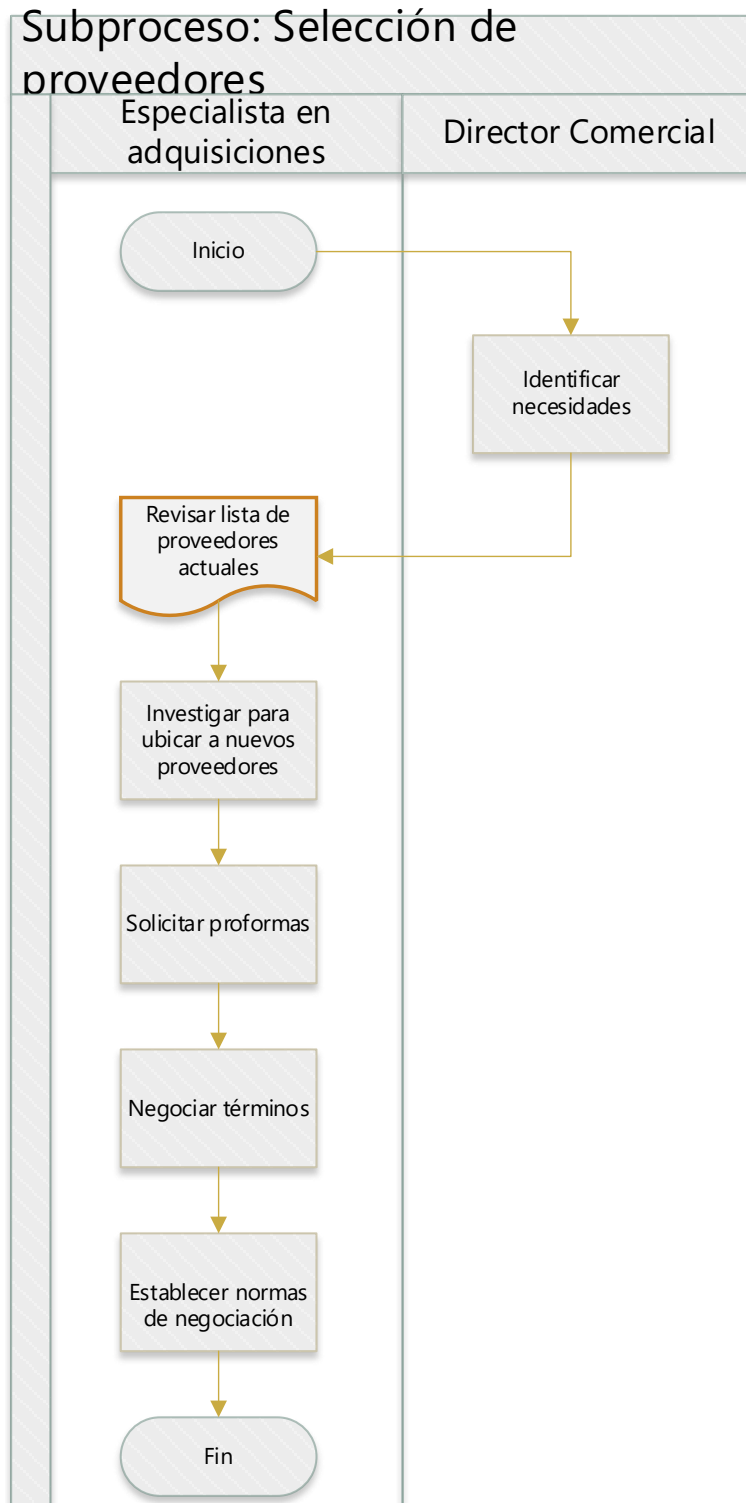 Subproceso: Selección de
proveedores
Especialista en
adquisiciones
Director Comercial
Inicio
Identificar
necesidades
Revisar lista de
proveedores
actuales
Investigar para
ubicar a nuevos
proveedores
Solicitar proformas
Negociar términos
Establecer normas
de negociación
Fin